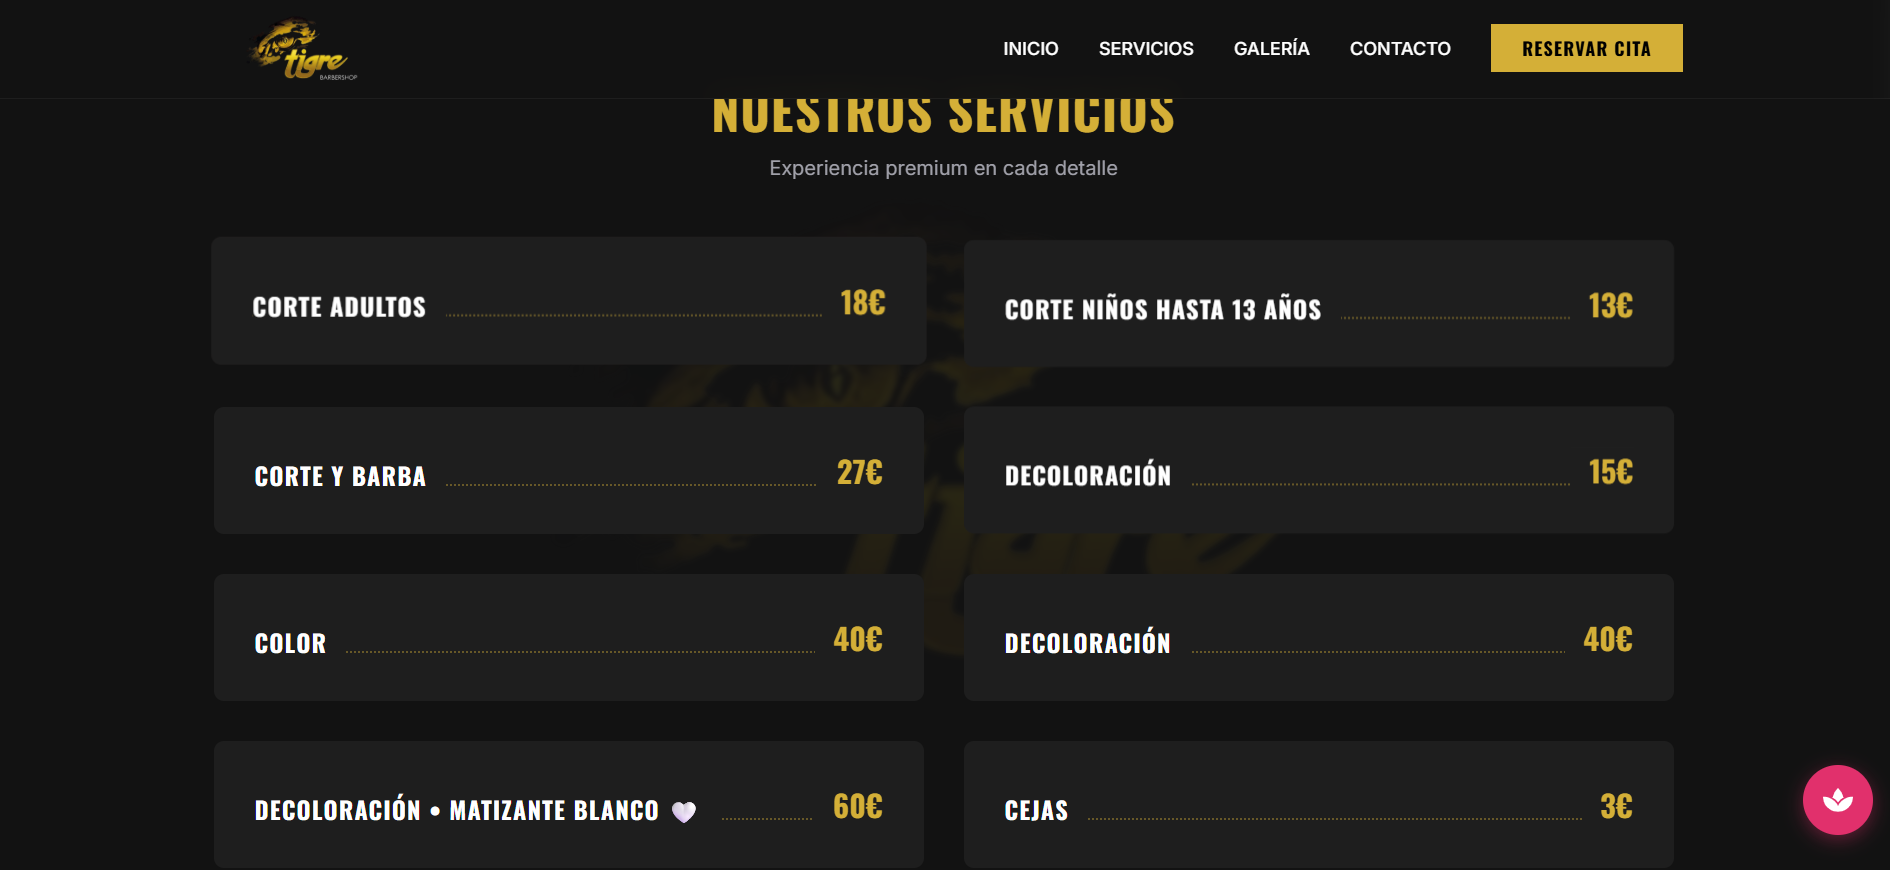 tigre
BARBERSHOP
INICIO SERVICIOS GALERÍA CONTACTO RESERVAR CITA
NUESTROS SERVICIOS
Experiencia premium en cada detalle
CORTE ADULTOS 18€
CORTE NIÑOS HASTA 13 AÑOS 13€
CORTE Y BARBA 27€
DECOLORACIÓN 15€
COLOR 40€
DECOLORACIÓN 40€
DECOLORACIÓN • MATIZANTE BLANCO 🤍 60€
CEJAS 3€